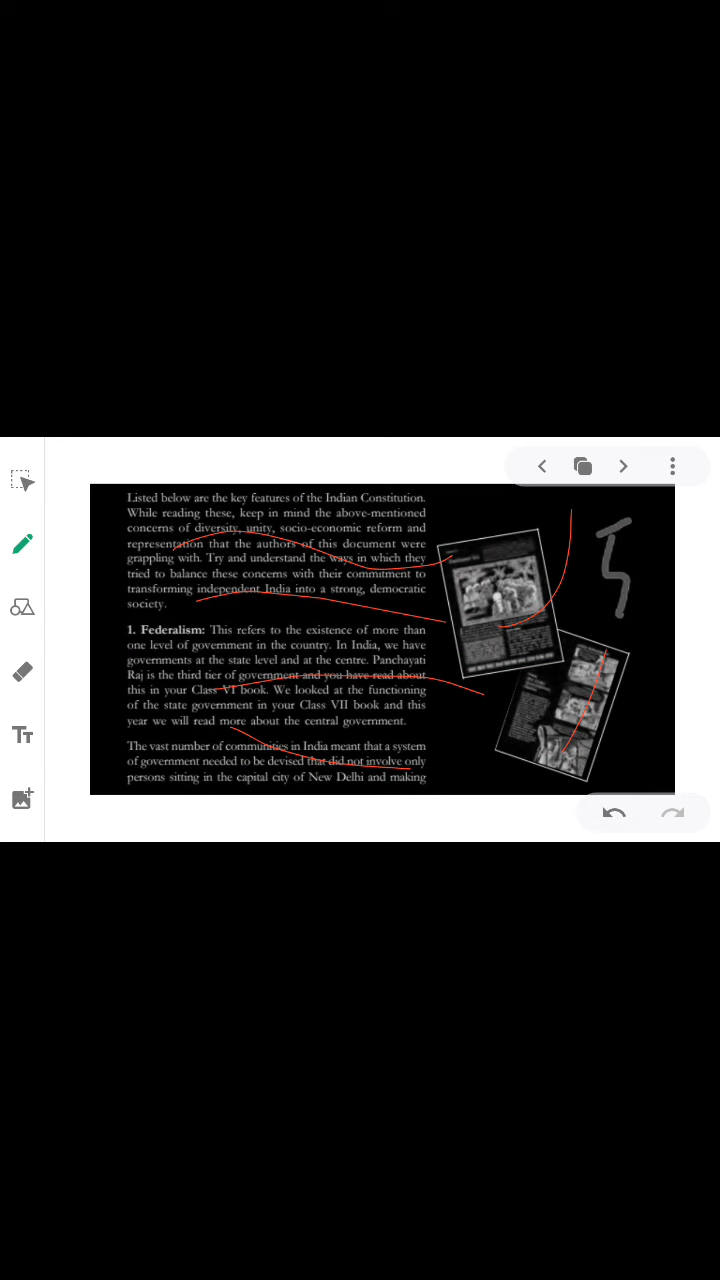 Listed below are the key features of the Indian Constitution.
While reading these, keep in mind the above-mentioned
concerns of diversity, unity, socio-economic reform and
representation that the authors of this document were
grappling with. Try and understand the ways in which they
tried to balance these concerns with their commitment to
transforming independent India into a strong, democratic
society.
1. Federalism: This refers to the existence of more than
one level of government in the country. In India, we have
governments at the state level and at the centre. Panchayati
Raj is the third tier of government and you have read about
this in your Class VI book. We looked at the functioning
of the state government in your Class VII book and this
year we will read more about the central government.
The vast number of communities in India meant that a system
of government needed to be devised that did not involve only
persons sitting in the capital city of New Delhi and making
Tт